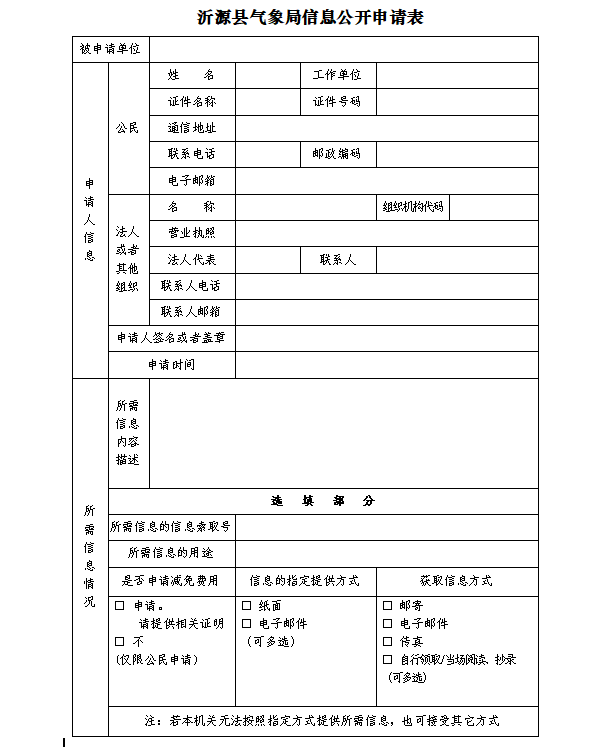 沂源县气象局信息公开申请表
被申请单位
申请人信息
公民
姓 名
工作单位
证件名称
证件号码
通信地址
联系电话
邮政编码
电子邮箱
法人
或者
其他
组织
名 称
组织机构代码
营业执照
法人代表
联系人
联系人电话
联系人邮箱
申请人签名或者盖章
申请时间
所需信息情况
所需
信息
内容
描述
选 填 部 分
所需信息的信息索取号
所需信息的用途
是否申请减免费用
信息的指定提供方式
获取信息方式
□ 申请。
请提供相关证明
□ 不
(仅限公民申请)
□ 纸面
□ 电子邮件
(可多选)
□ 邮寄
□ 电子邮件
□ 传真
□ 自行领取/当场阅读、抄录
(可多选)
注：若本机关无法按照指定方式提供所需信息，也可接受其它方式